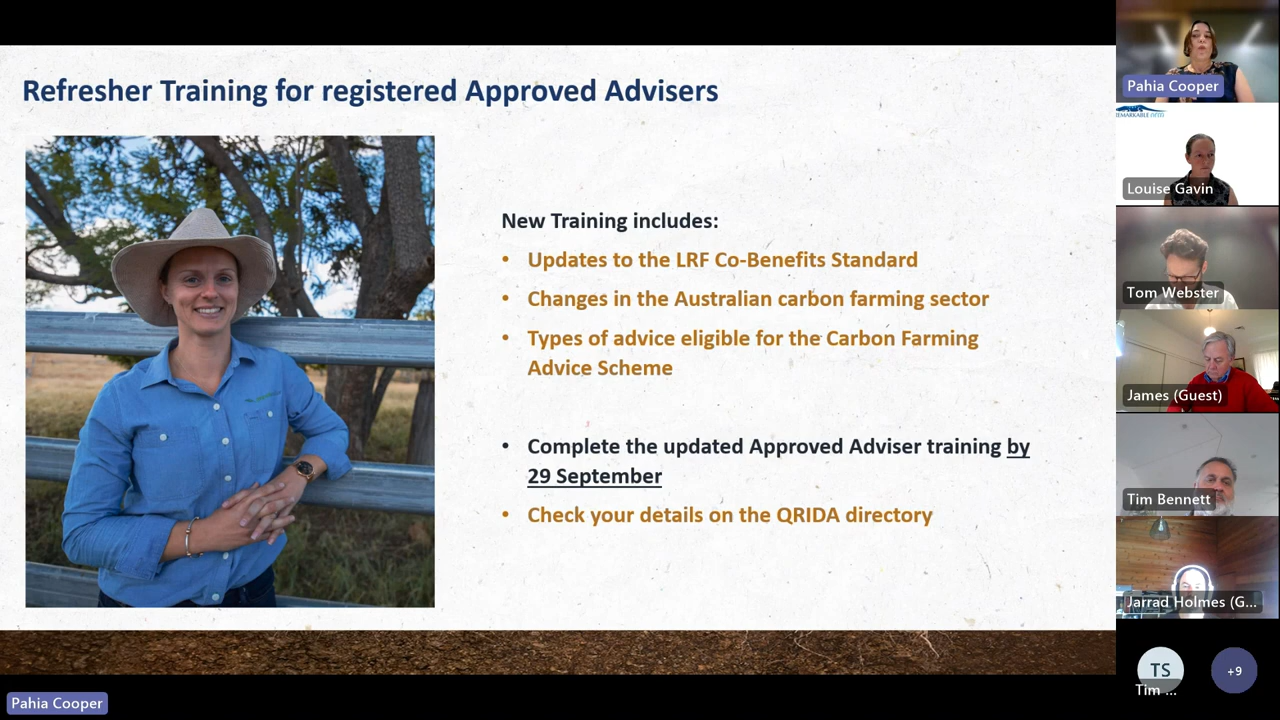 Refresher Training for registered Approved Advisers
New Training includes:
• Updates to the LRF Co-Benefits Standard
• Changes in the Australian carbon farming sector
• Types of advice eligible for the Carbon Farming
Advice Scheme
• Complete the updated Approved Adviser training by
29 September
• Check your details on the QRIDA directory
Pahia Cooper
Pahia Cooper
Louise Gavin
Tom Webster
James (Guest)
Tim Bennett
Jarrad Holmes (G...
TS
Tim ...
+9